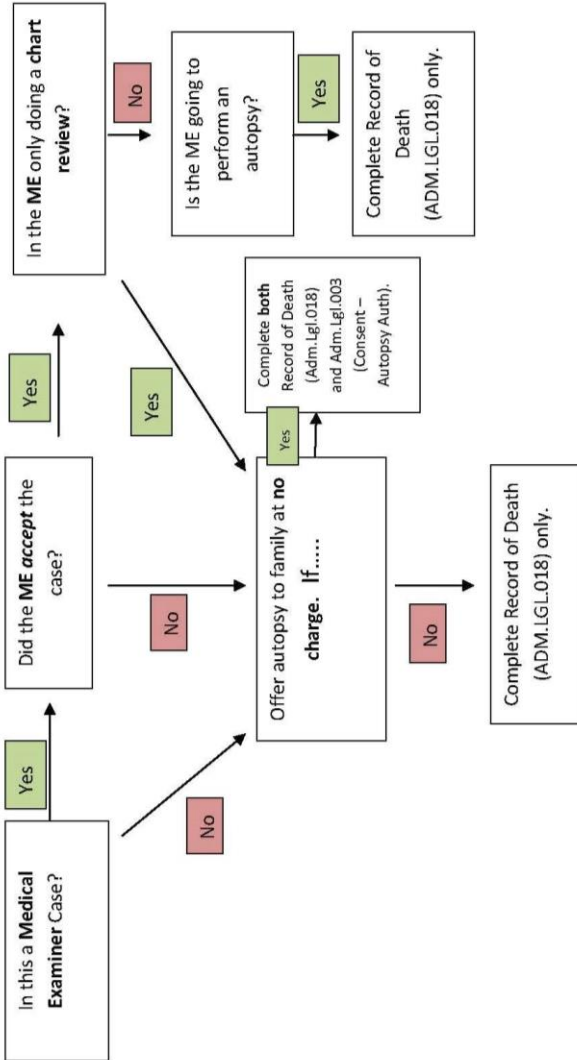 In this a Medical
Examiner Case?
Yes
No
Did the ME accept the
case?
Yes
No
In the ME only doing a chart
review?
Yes
No
Is the ME going to
perform an
autopsy?
Yes
Complete Record of
Death
(ADM.LGL.018) only.
Offer autopsy to family at no
charge. If.....
Yes
Complete both
Record of Death
(Adm.Lgl.018)
and Adm.Lgl.003
(Consent –
Autopsy Auth).
No
Complete Record of Death
(ADM.LGL.018) only.